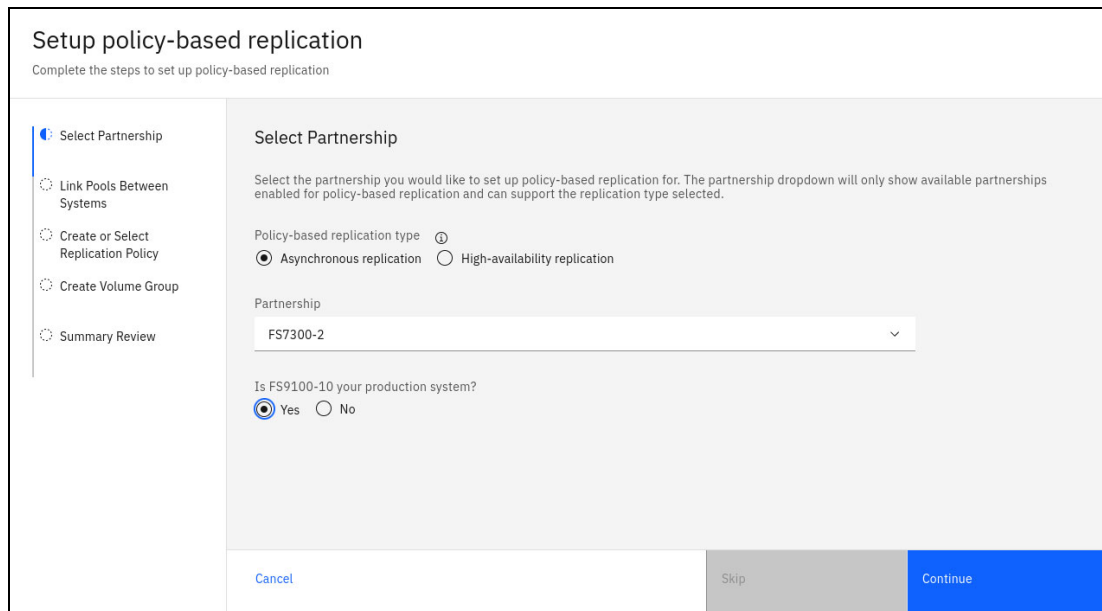 Setup policy-based replication
Complete the steps to set up policy-based replication
Select Partnership
Link Pools Between
Systems
Create or Select
Replication Policy
Create Volume Group
Summary Review
Select Partnership
Select the partnership you would like to set up policy-based replication for. The partnership dropdown will only show available partnerships
enabled for policy-based replication and can support the replication type selected.
Policy-based replication type
Asynchronous replication High-availability replication
Partnership
FS7300-2
Is FS9100-10 your production system?
Yes No
Cancel Skip Continue